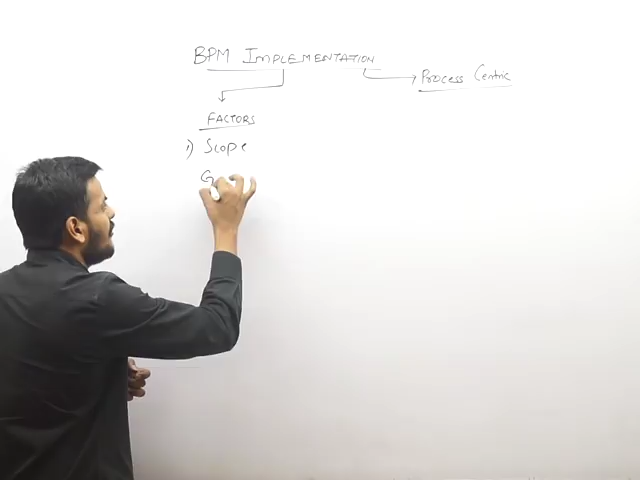 BPM IMPLEMENTATION
Process Centric
FACTORS
1) Scope
G